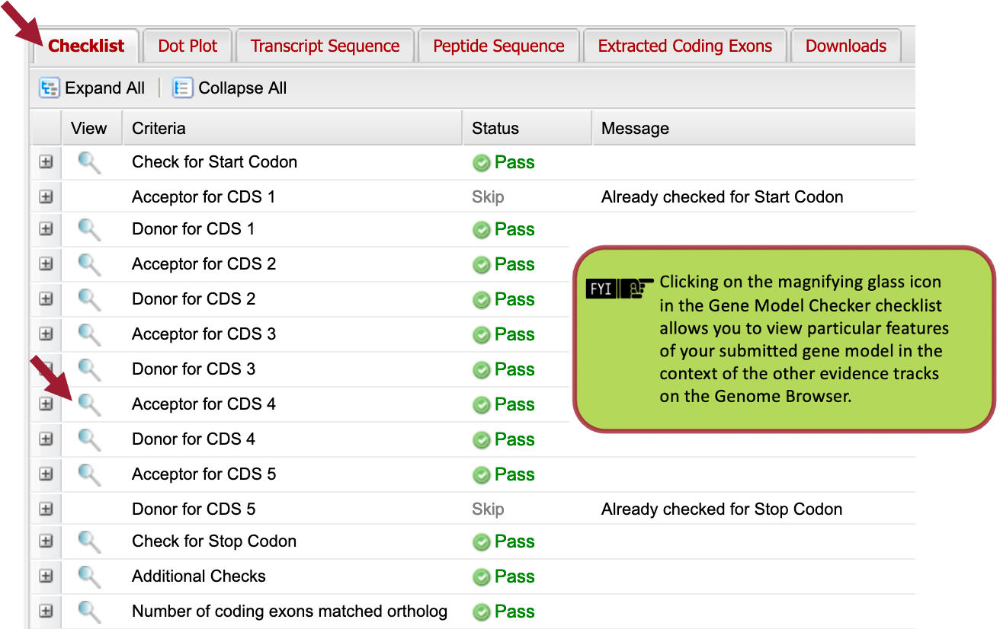 Checklist Dot Plot Transcript Sequence Peptide Sequence Extracted Coding Exons Downloads
Expand All Collapse All
View Criteria Status Message
Check for Start Codon Pass
Acceptor for CDS 1 Skip Already checked for Start Codon
Donor for CDS 1 Pass
Acceptor for CDS 2 Pass
Donor for CDS 2 Pass
Acceptor for CDS 3 Pass
Donor for CDS 3 Pass
Acceptor for CDS 4 Pass
Donor for CDS 4 Pass
Acceptor for CDS 5 Pass
Donor for CDS 5 Skip Already checked for Stop Codon
Check for Stop Codon Pass
Additional Checks Pass
Number of coding exons matched ortholog Pass
FYI Clicking on the magnifying glass icon
in the Gene Model Checker checklist
allows you to view particular features
of your submitted gene model in the
context of the other evidence tracks
on the Genome Browser.